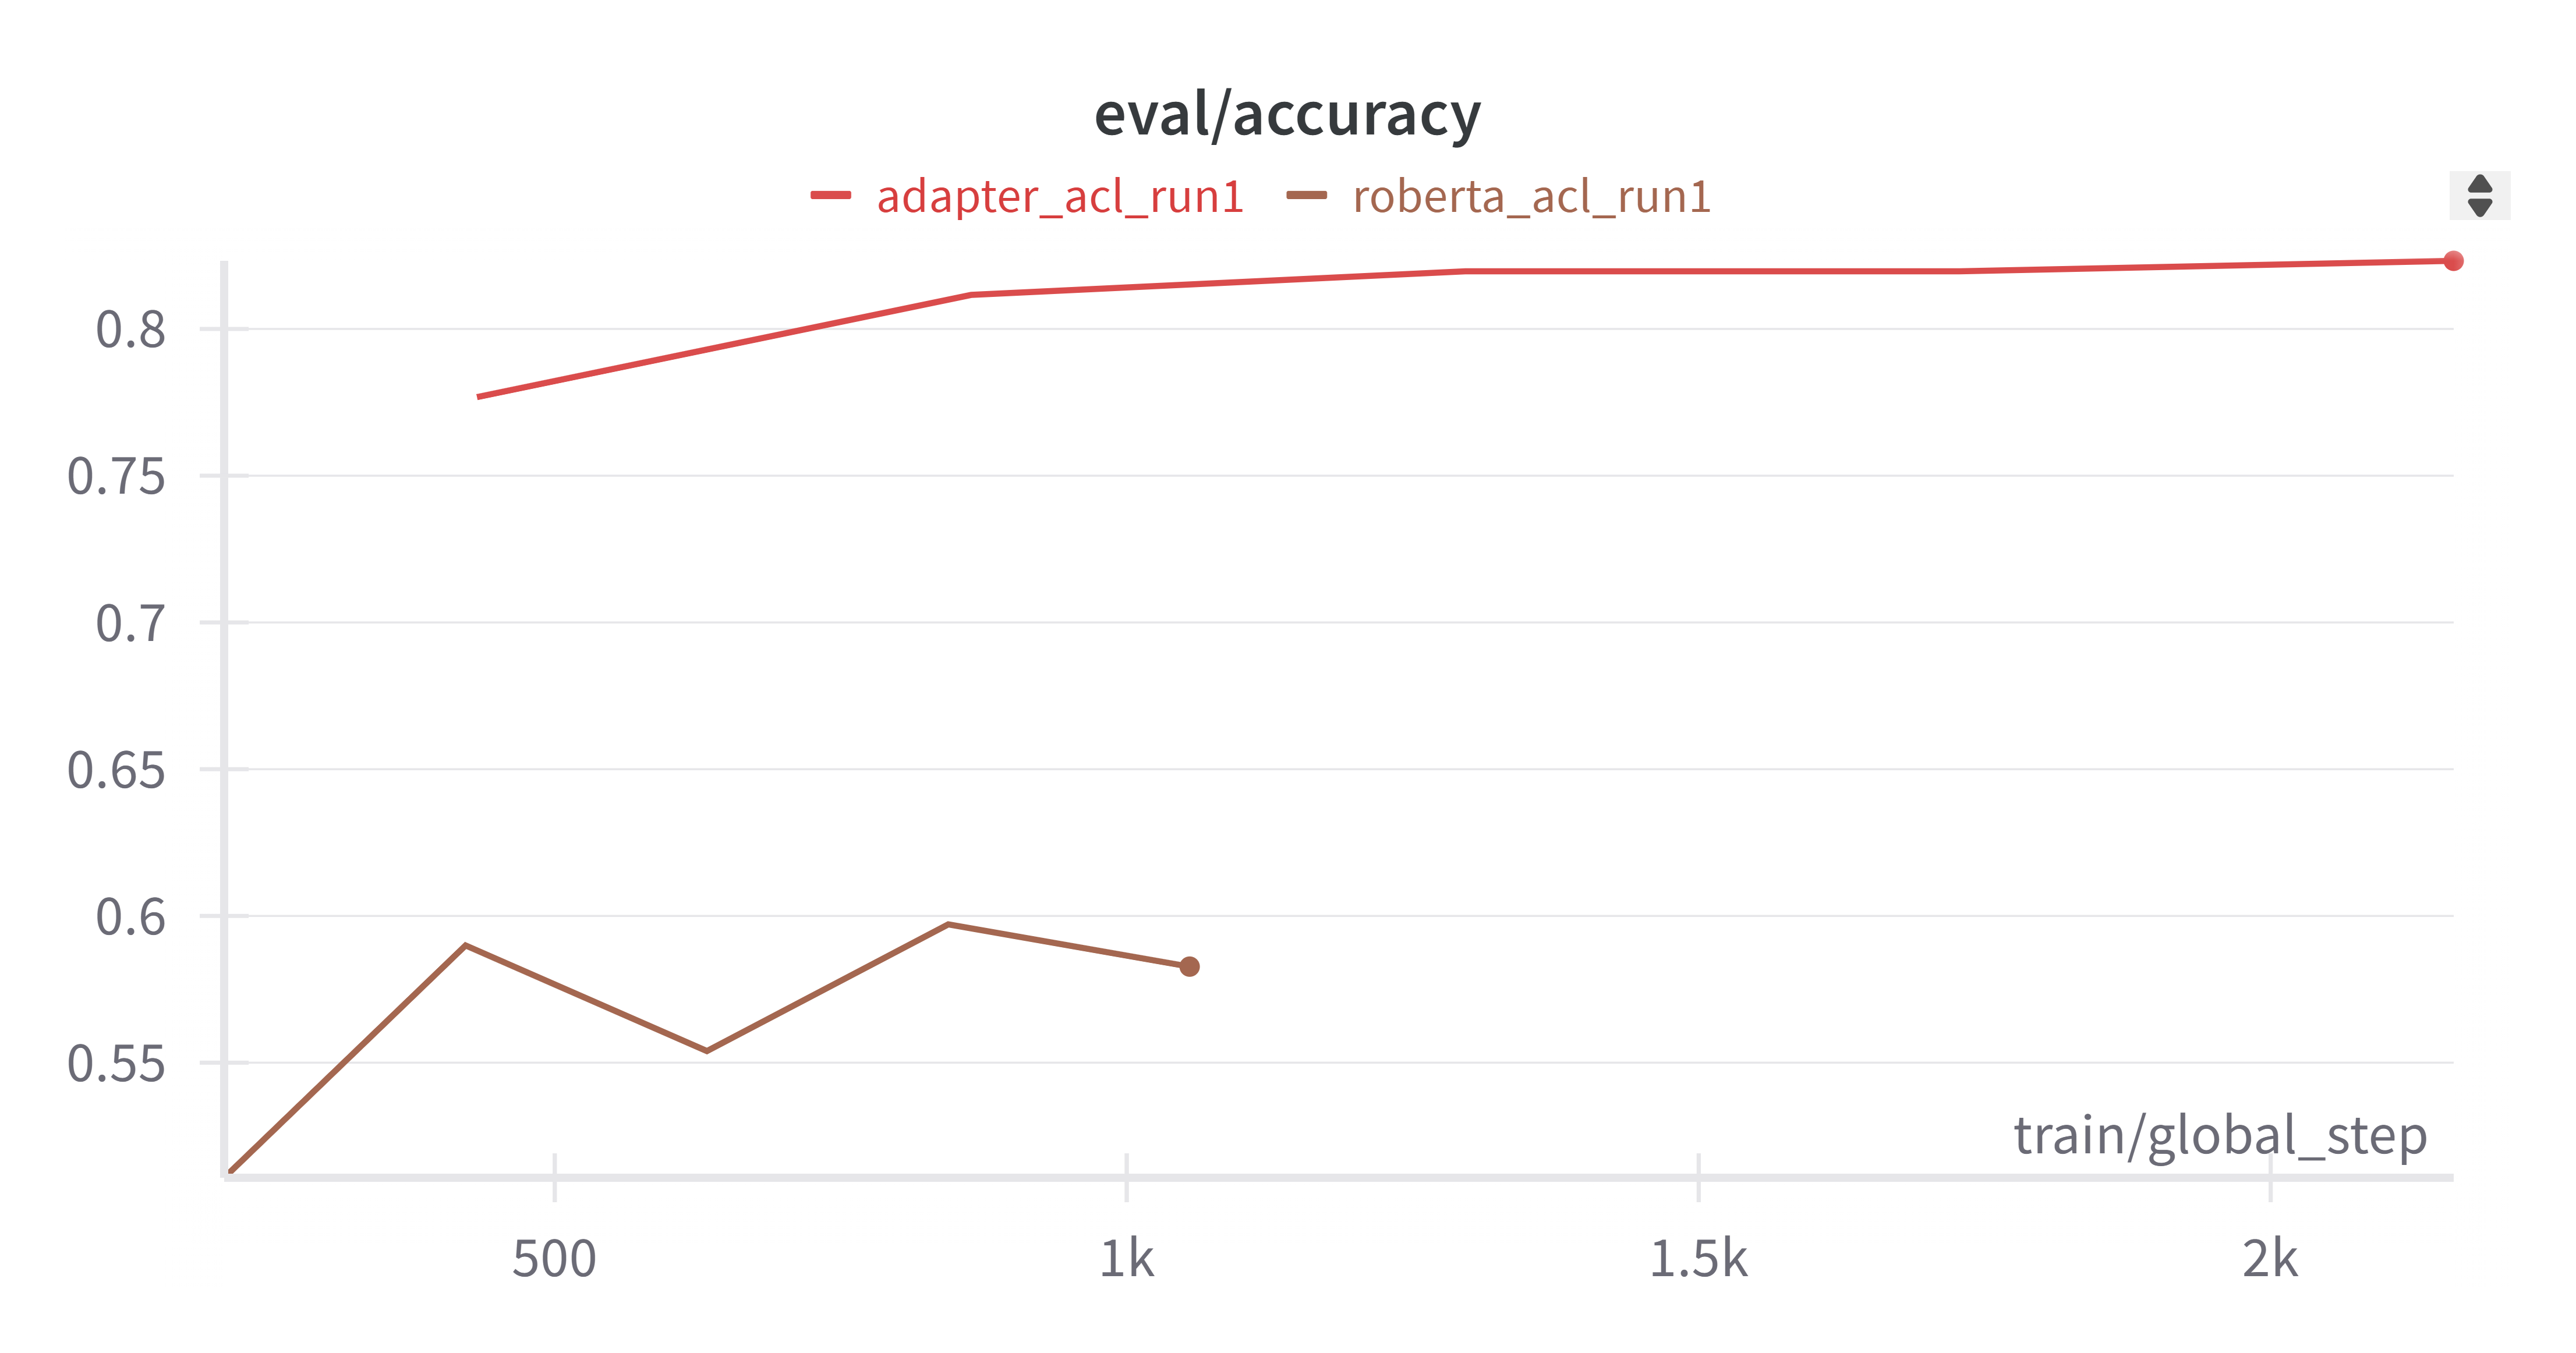 eval/accuracy
adapter_acl_run1 roberta_acl_run1
0.8
0.75
0.7
0.65
0.6
0.55
train/global_step
500 1k 1.5k 2k